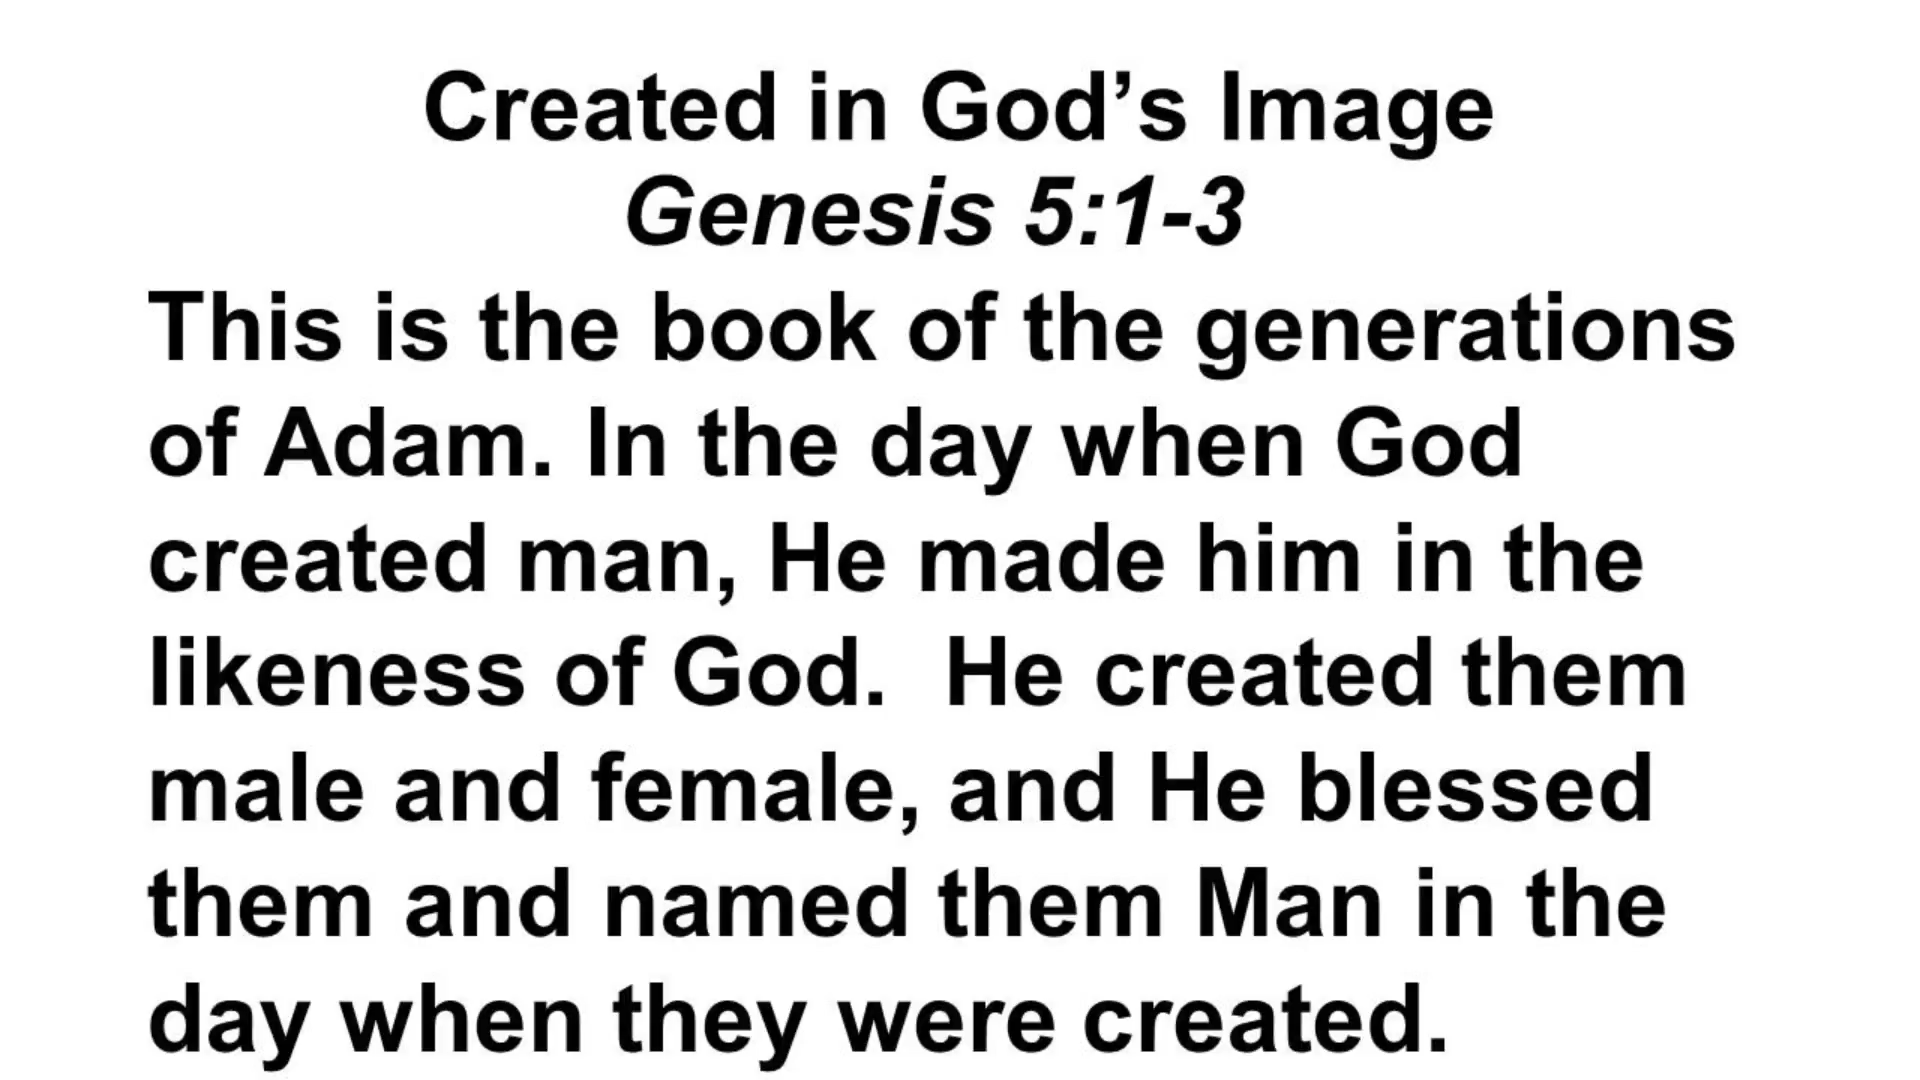 Created in God’s Image
Genesis 5:1-3
This is the book of the generations
of Adam. In the day when God
created man, He made him in the
likeness of God.  He created them
male and female, and He blessed
them and named them Man in the
day when they were created.